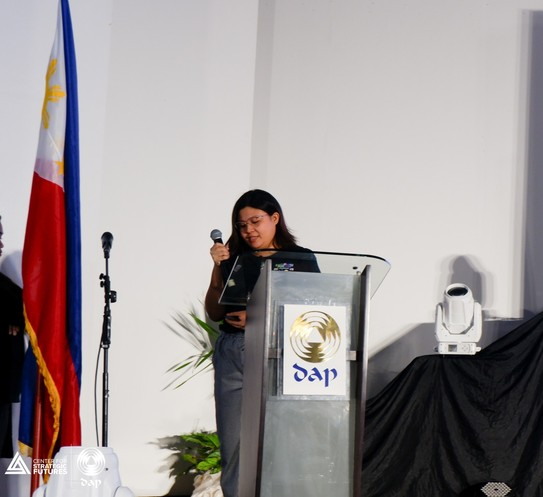 dap
CENTER FOR
STRATEGIC
FUTURES
dap